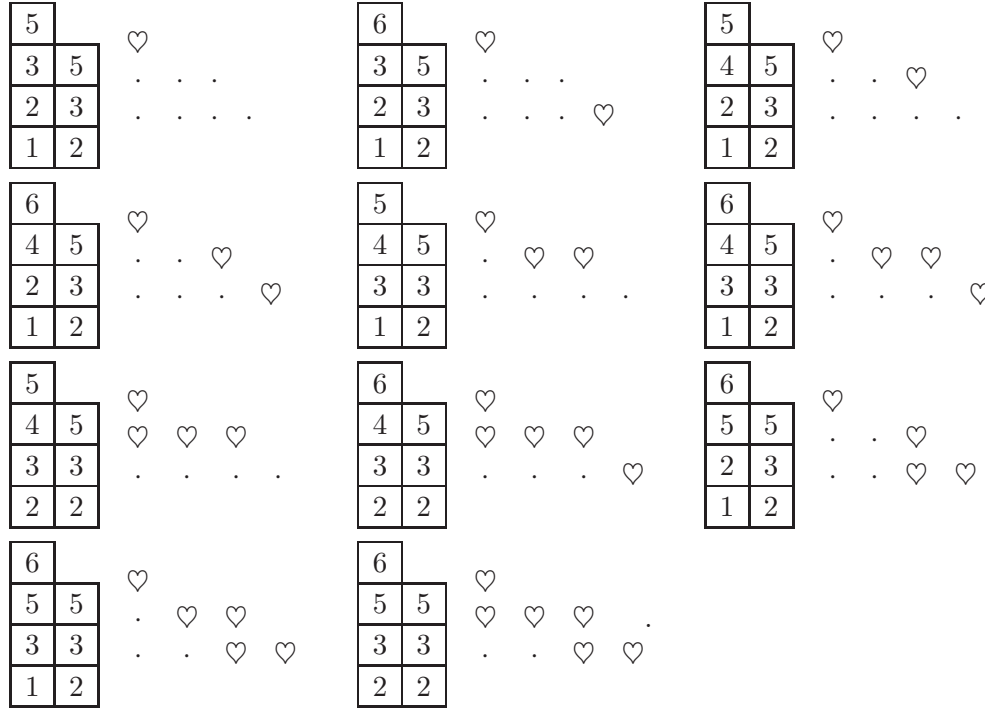 5 ♡ 6 ♡ 5 ♡
3 5 . . . 3 5 . . . 4 5 . . ♡
2 3 . . . . 2 3 . . . ♡ 2 3 . . . .
1 2 1 2 1 2
6 ♡ 5 ♡ 6 ♡
4 5 . . ♡ 4 5 . ♡ ♡ 4 5 . ♡ ♡
2 3 . . . ♡ 3 3 . . . . 3 3 . . . ♡
1 2 1 2 1 2
5 ♡ 6 ♡ 6 ♡
4 5 ♡ ♡ ♡ 4 5 ♡ ♡ ♡ 5 5 . . ♡
3 3 . . . . 3 3 . . . ♡ 2 3 . . ♡ ♡
2 2 2 2 1 2
6 ♡ 6 ♡
5 5 . ♡ ♡ 5 5 ♡ ♡ ♡ .
3 3 . . ♡ ♡ 3 3 . . ♡ ♡
1 2 2 2